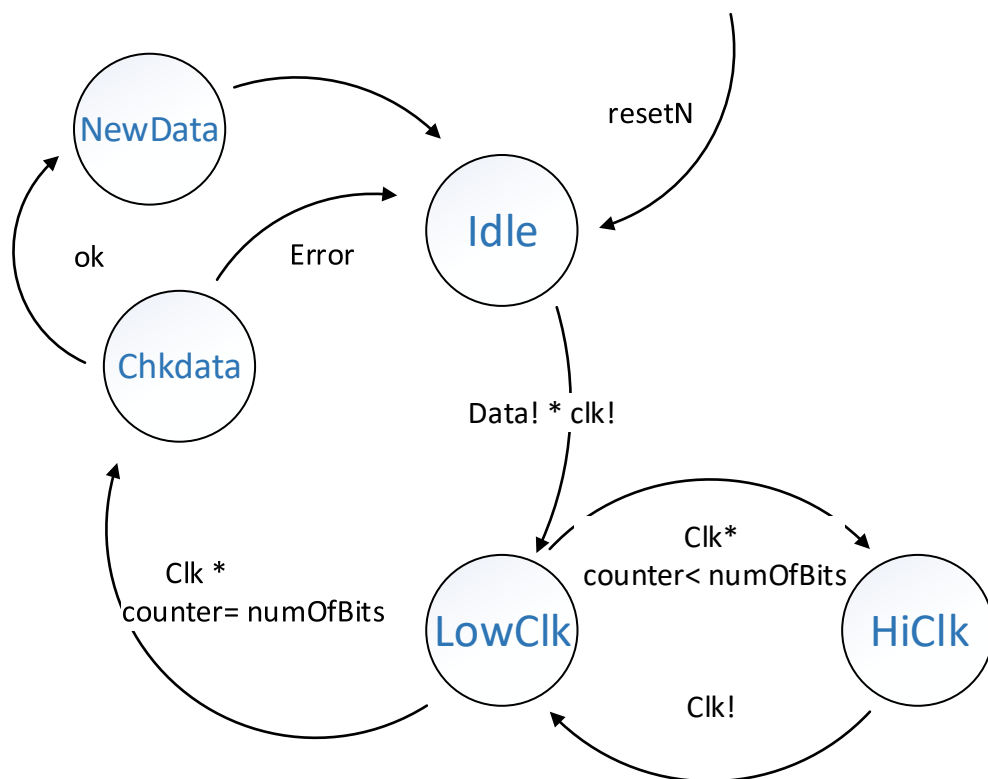 resetN
NewData
Idle
ok
Error
Chkdata
Data! * clk!
Clk*
counter< numOfBits
Clk *
counter= numOfBits
LowClk
HiClk
Clk!